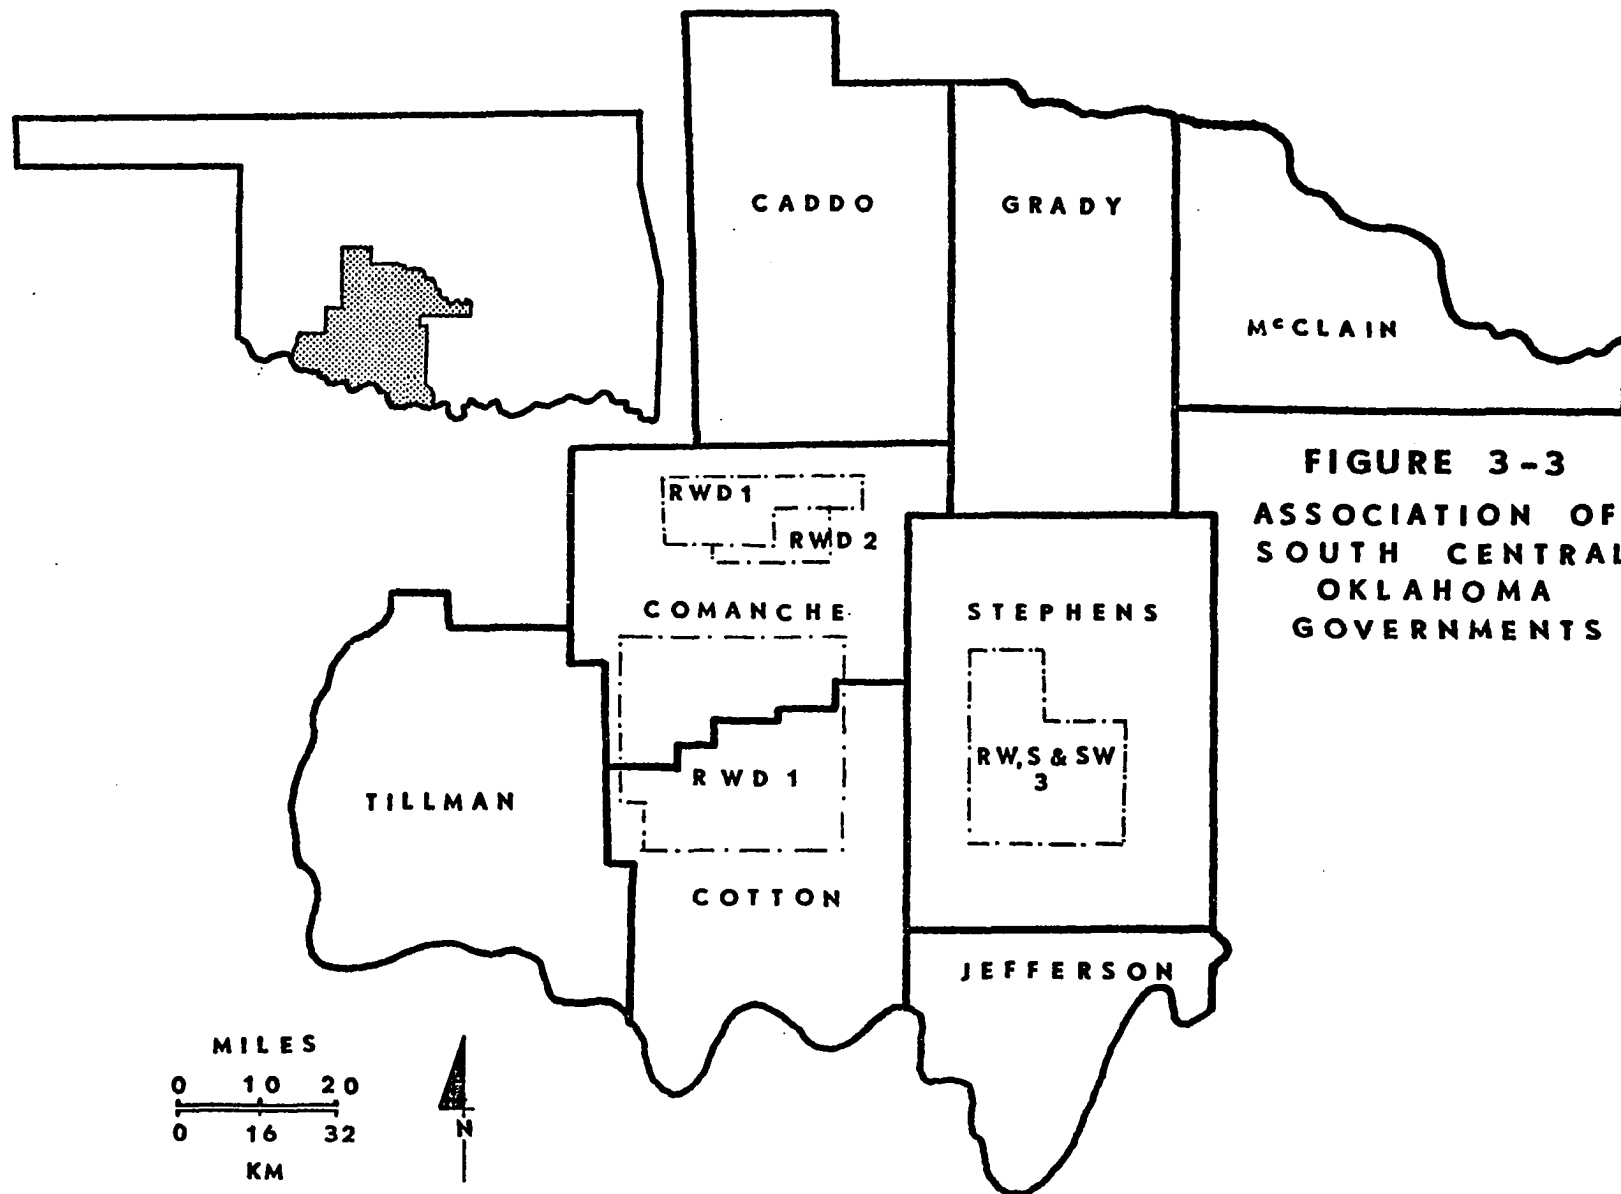 CADDO
GRADY
McCLAIN
FIGURE 3-3
ASSOCIATION OF
SOUTH CENTRAL
OKLAHOMA
GOVERNMENTS
RWD 1
RWD 2
COMANCHE
STEPHENS
RW, S & SW
3
RWD 1
TILLMAN
COTTON
JEFFERSON
MILES
0 10 20
0 16 32
KM
N